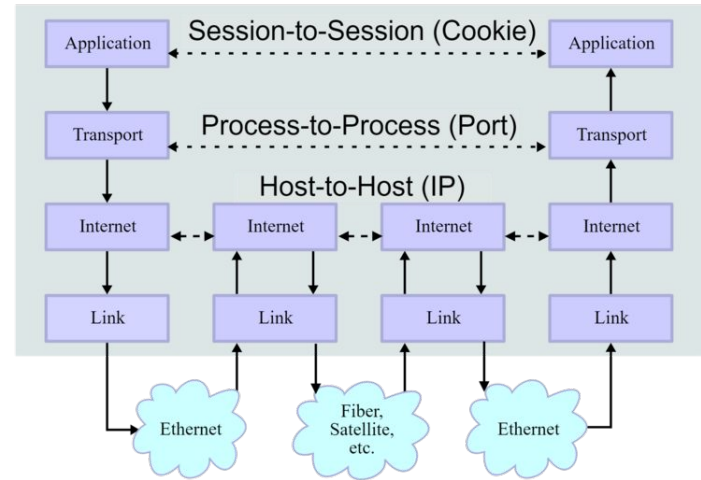 Application
Session-to-Session (Cookie)
Application
Transport
Process-to-Process (Port)
Transport
Host-to-Host (IP)
Internet
Internet
Internet
Internet
Link
Link
Link
Link
Ethernet
Fiber,
Satellite,
etc.
Ethernet